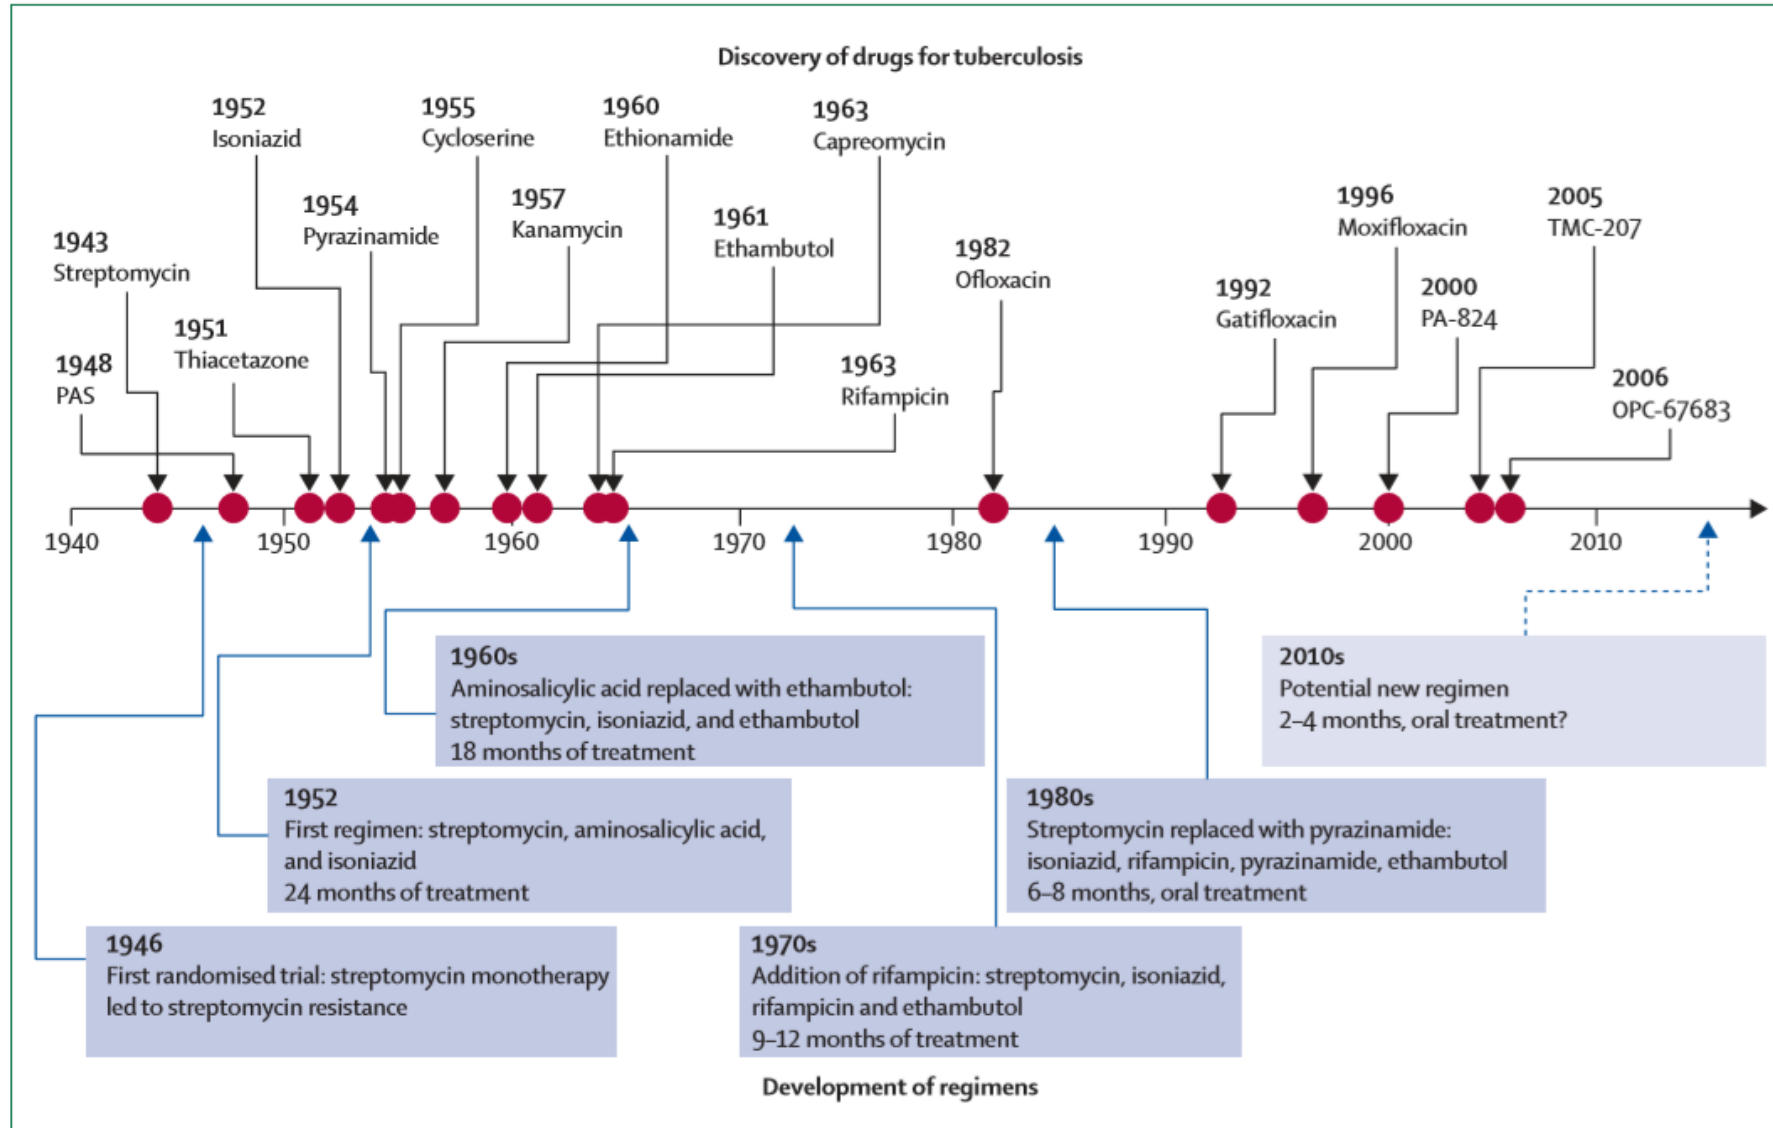 Discovery of drugs for tuberculosis
1952
Isoniazid
1955
Cycloserine
1960
Ethionamide
1963
Capreomycin
1954
Pyrazinamide
1957
Kanamycin
1961
Ethambutol
1996
Moxifloxacin
2005
TMC-207
1943
Streptomycin
1982
Ofloxacin
1992
Gatifloxacin
2000
PA-824
1951
Thiacetazone
1948
PAS
1963
Rifampicin
2006
OPC-67683
1940
1950
1960
1970
1980
1990
2000
2010
1960s
Aminosalicylic acid replaced with ethambutol:
streptomycin, isoniazid, and ethambutol
18 months of treatment
2010s
Potential new regimen
2–4 months, oral treatment?
1952
First regimen: streptomycin, aminosalicylic acid,
and isoniazid
24 months of treatment
1980s
Streptomycin replaced with pyrazinamide:
isoniazid, rifampicin, pyrazinamide, ethambutol
6–8 months, oral treatment
1946
First randomised trial: streptomycin monotherapy
led to streptomycin resistance
1970s
Addition of rifampicin: streptomycin, isoniazid,
rifampicin and ethambutol
9–12 months of treatment
Development of regimens